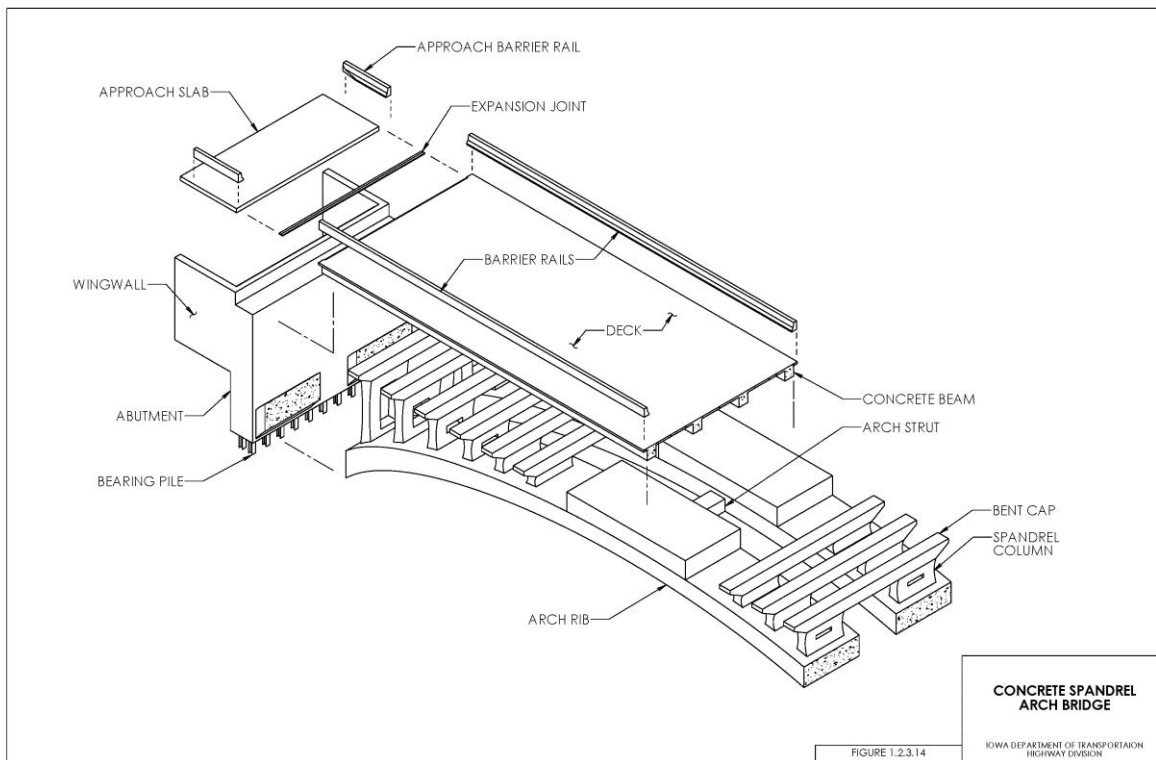 APPROACH BARRIER RAIL
APPROACH SLAB
EXPANSION JOINT
BARRIER RAILS
WINGWALL
DECK
CONCRETE BEAM
ABUTMENT
ARCH STRUT
BEARING PILE
BENT CAP
SPANDREL
COLUMN
ARCH RIB
CONCRETE SPANDREL
ARCH BRIDGE
IOWA DEPARTMENT OF TRANSPORTAION
HIGHWAY DIVISION
FIGURE 1.2.3.14